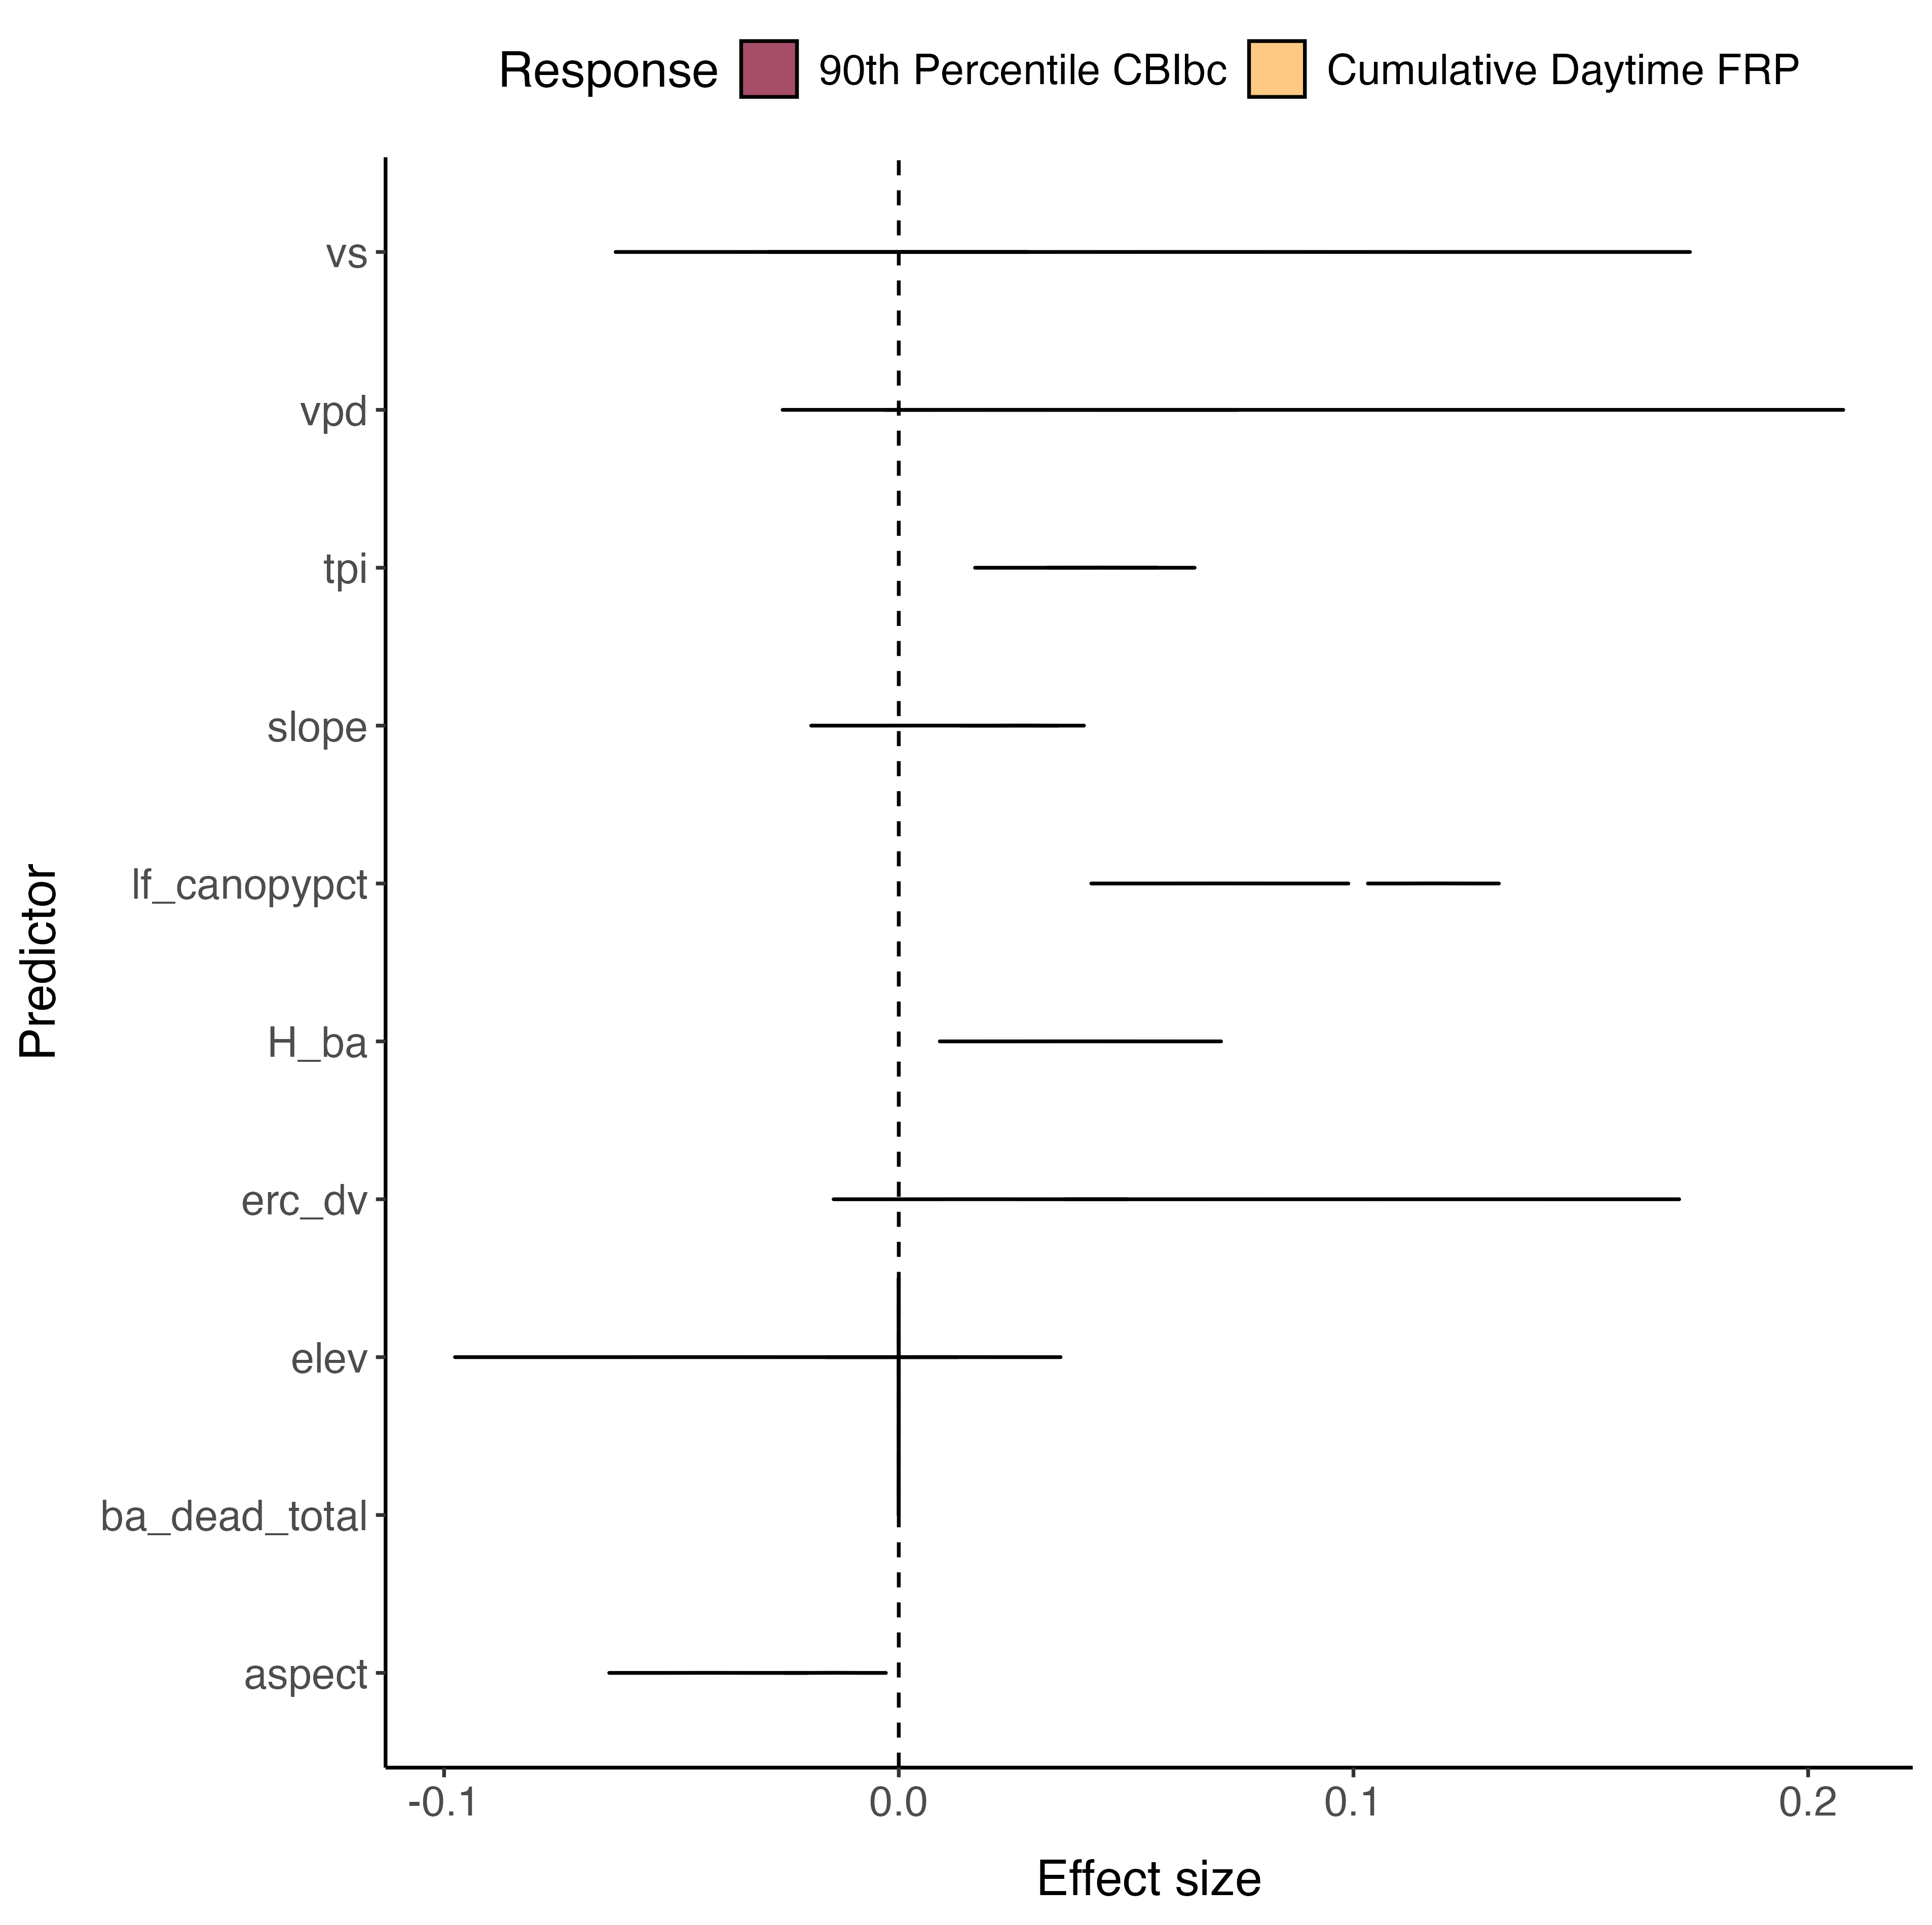 Response 90th Percentile CBIbc Cumulative Daytime FRP
vs
vpd
tpi
slope
lf_canopypct
H_ba
erc_dv
elev
ba_dead_total
aspect
Predictor
-0.1 0.0 0.1 0.2
Effect size